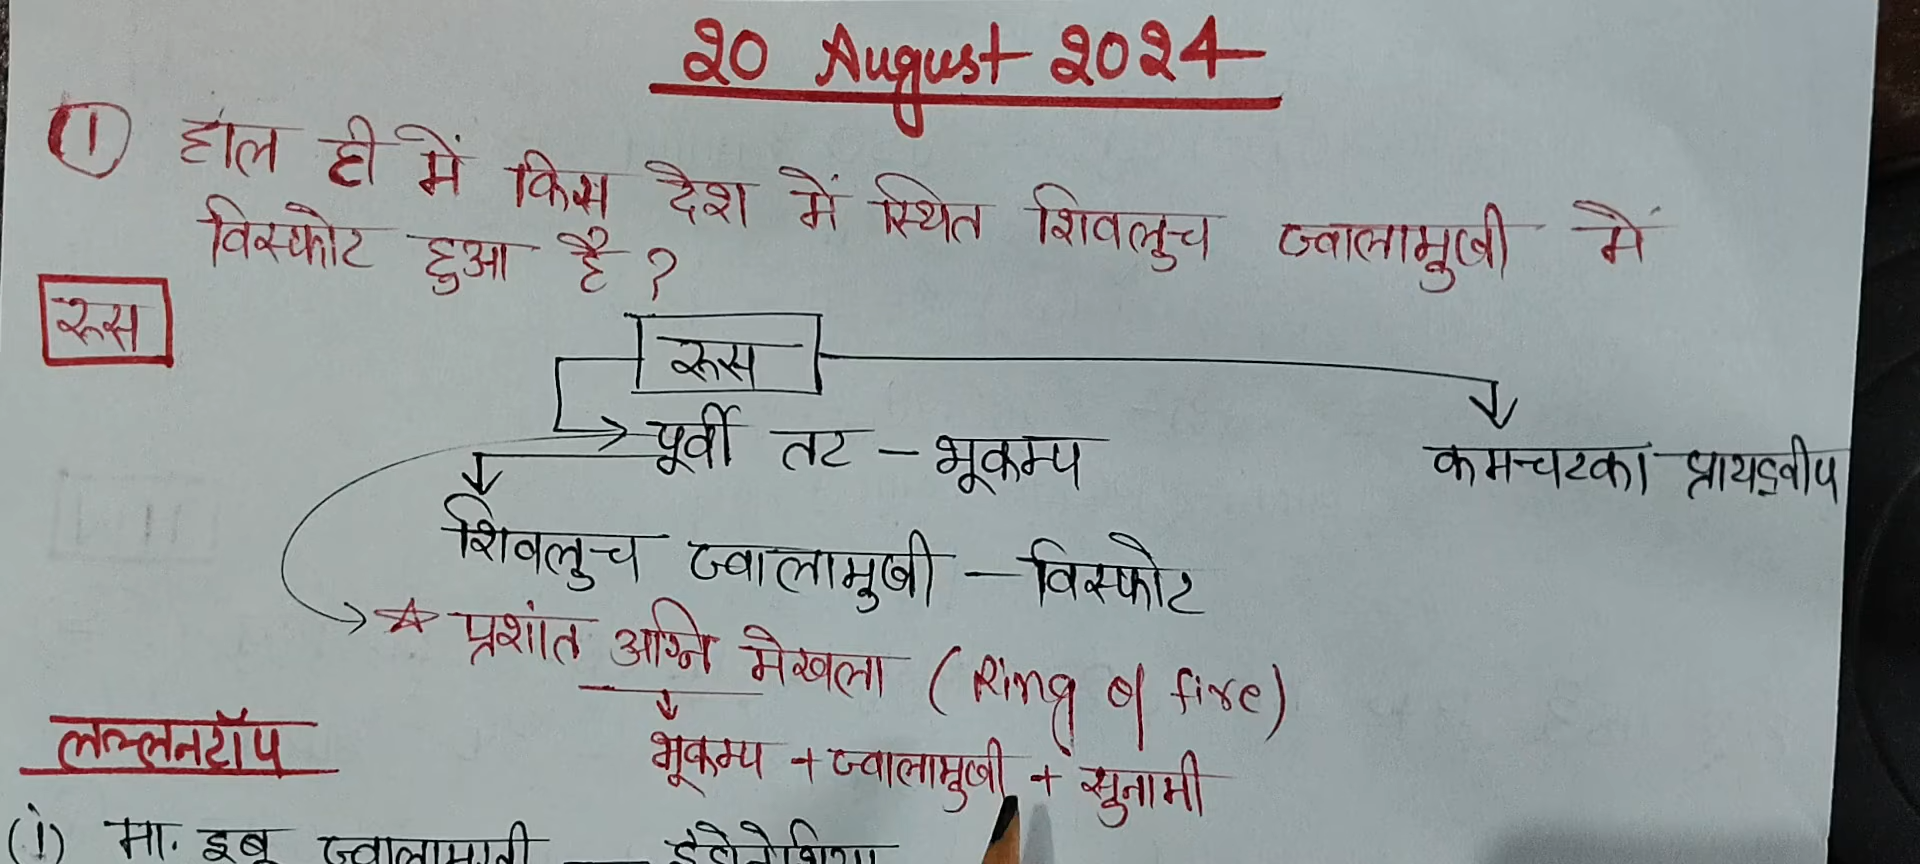 20 August 2024
① हाल ही में किस देश में स्थित शिवलुच ज्वालामुखी में
विस्फोट हुआ है ?
रूस
रूस
पूर्वी तट - भूकम्प
कमचटका प्रायद्वीप
शिवलुच ज्वालामुखी - विस्फोट
☆ प्रशांत अग्नि मेखला (Ring of fire)
भूकम्प + ज्वालामुखी + सुनामी
लल्लनटॉप
(i) मा. इबू ज्वालामुखी — इंडोनेशिया